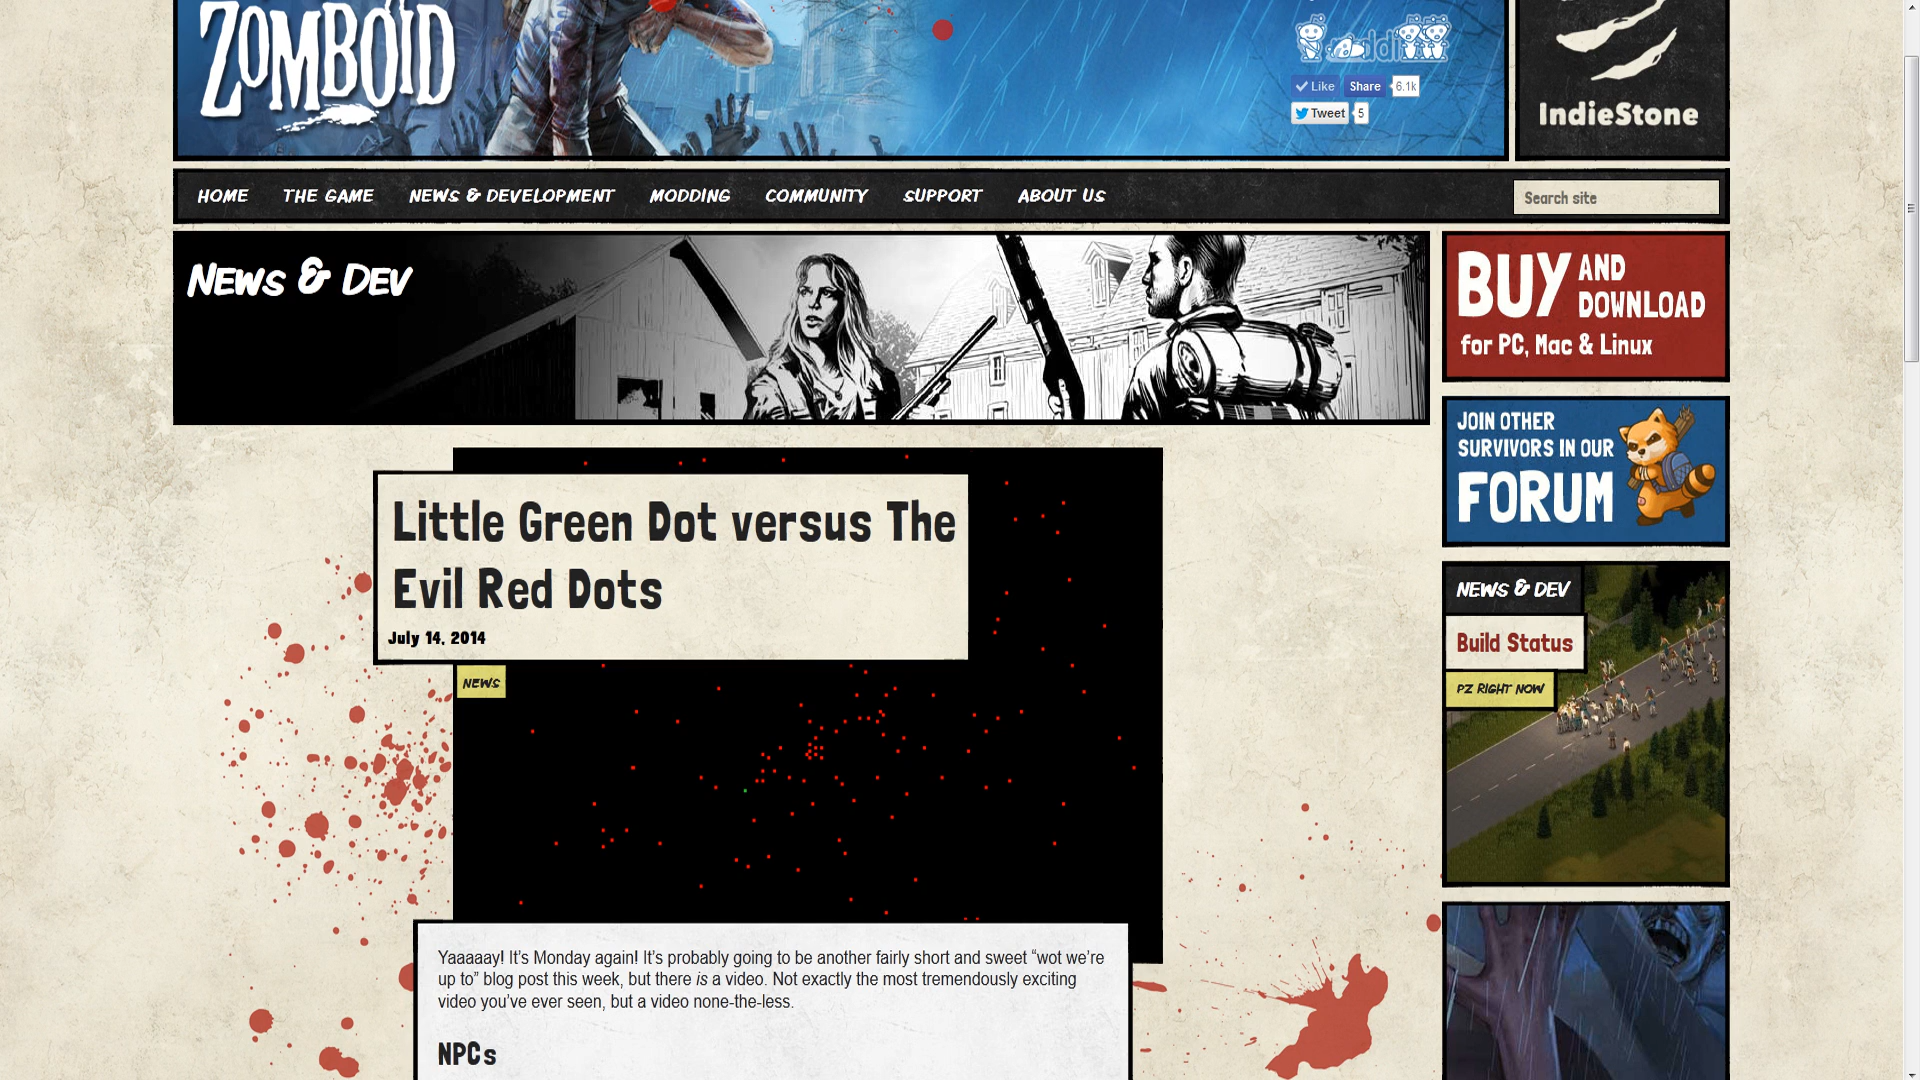 ZOMBOID
reddit
Like Share 6.1k
Tweet 5
IndieStone
HOME THE GAME NEWS & DEVELOPMENT MODDING COMMUNITY SUPPORT ABOUT US
Search site
NEWS & DEV
BUY AND DOWNLOAD
for PC, Mac & Linux
JOIN OTHER
SURVIVORS IN OUR
FORUM
Little Green Dot versus The
Evil Red Dots
July 14, 2014
NEWS
NEWS & DEV
Build Status
PZ RIGHT NOW
Yaaaaay! It’s Monday again! It’s probably going to be another fairly short and sweet “wot we’re
up to” blog post this week, but there is a video. Not exactly the most tremendously exciting
video you’ve ever seen, but a video none-the-less.
NPCs